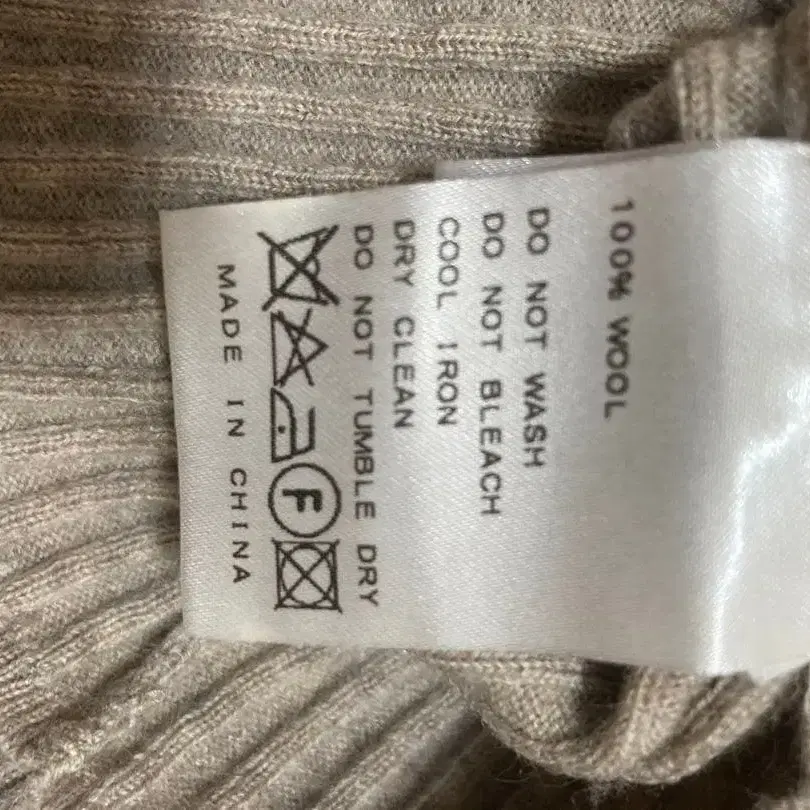 100% WOOL
DO NOT WASH
DO NOT BLEACH
COOL IRON
DRY CLEAN
DO NOT TUMBLE DRY
F
MADE IN CHINA